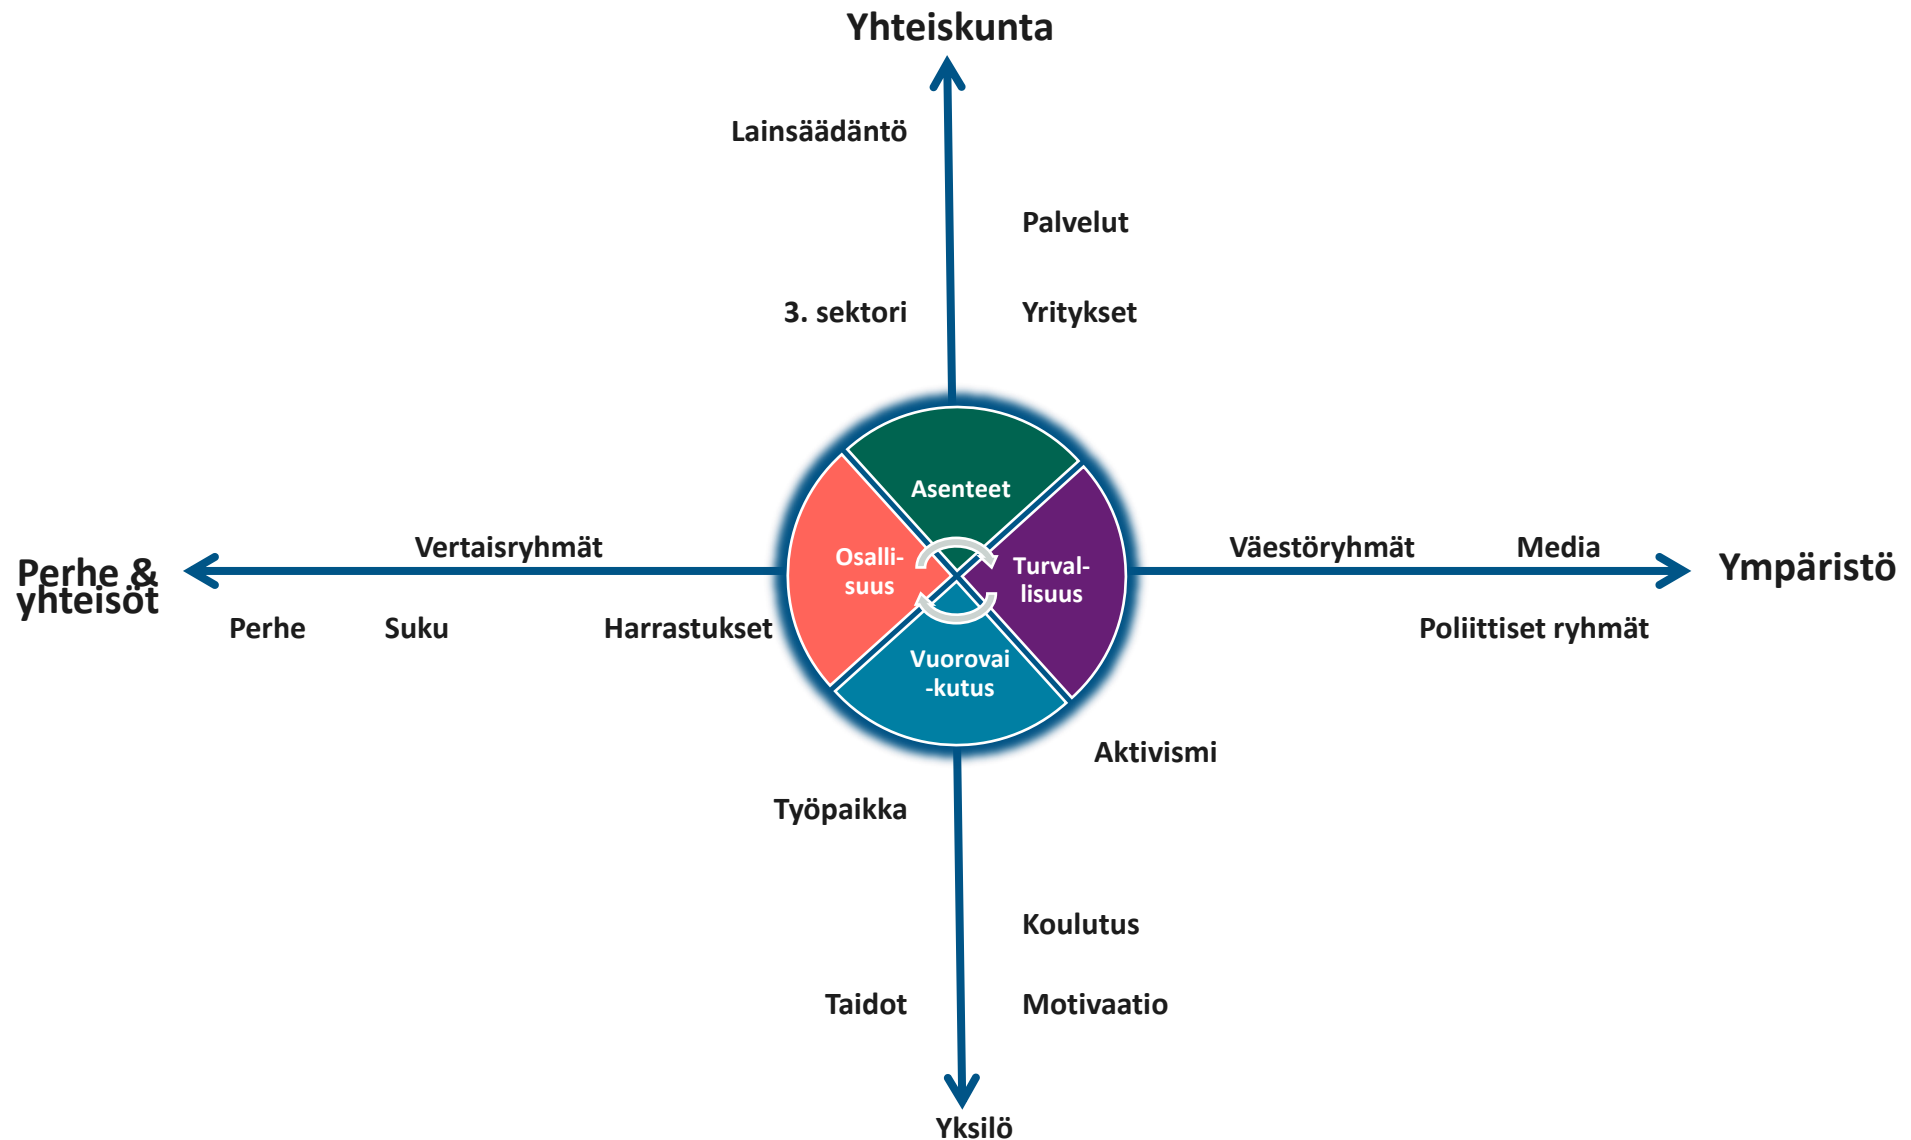 Yhteiskunta
Lainsäädäntö
Palvelut
3. sektori
Yritykset
Asenteet
Osalli-
suus
Turval-
lisuus
Vuorovai
-kutus
Vertaisryhmät
Väestöryhmät
Media
Perhe &
yhteisöt
Ympäristö
Perhe
Suku
Harrastukset
Poliittiset ryhmät
Aktivismi
Työpaikka
Koulutus
Taidot
Motivaatio
Yksilö